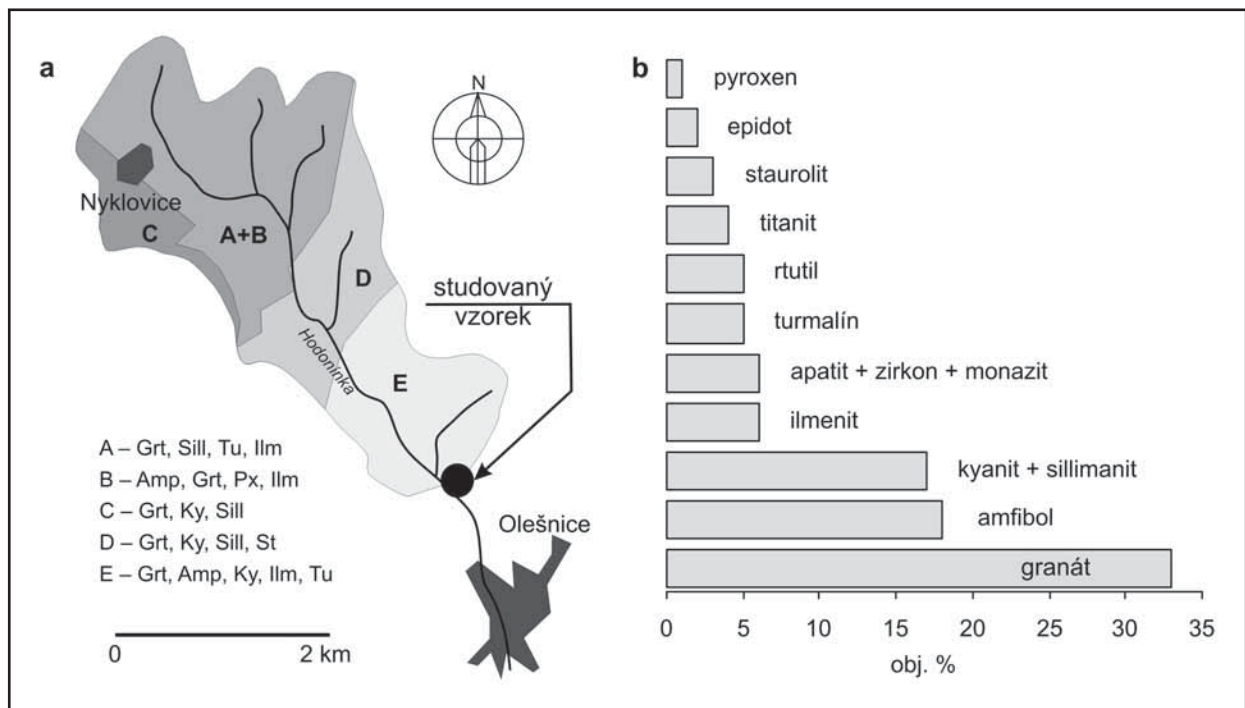 a
N
Nyklovice
C
A+B
D
studovaný
vzorek
Hodonínka
E
A – Grt, Sill, Tu, Ilm
B – Amp, Grt, Px, Ilm
C – Grt, Ky, Sill
D – Grt, Ky, Sill, St
E – Grt, Amp, Ky, Ilm, Tu
Olešnice
0 2 km
b
pyroxen
epidot
staurolit
titanit
rtutil
turmalín
apatit + zirkon + monazit
ilmenit
kyanit + sillimanit
amfibol
granát
0 5 10 15 20 25 30 35
obj. %